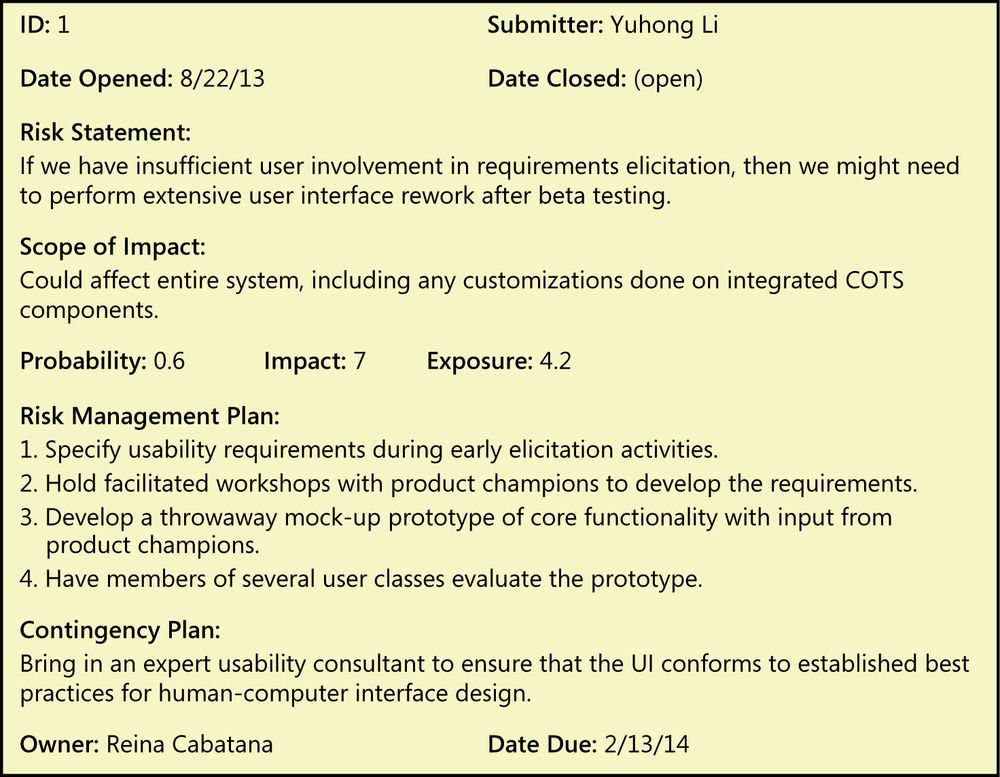 ID: 1 Submitter: Yuhong Li
Date Opened: 8/22/13 Date Closed: (open)
Risk Statement:
If we have insufficient user involvement in requirements elicitation, then we might need
to perform extensive user interface rework after beta testing.
Scope of Impact:
Could affect entire system, including any customizations done on integrated COTS
components.
Probability: 0.6 Impact: 7 Exposure: 4.2
Risk Management Plan:
1. Specify usability requirements during early elicitation activities.
2. Hold facilitated workshops with product champions to develop the requirements.
3. Develop a throwaway mock-up prototype of core functionality with input from
product champions.
4. Have members of several user classes evaluate the prototype.
Contingency Plan:
Bring in an expert usability consultant to ensure that the UI conforms to established best
practices for human-computer interface design.
Owner: Reina Cabatana Date Due: 2/13/14